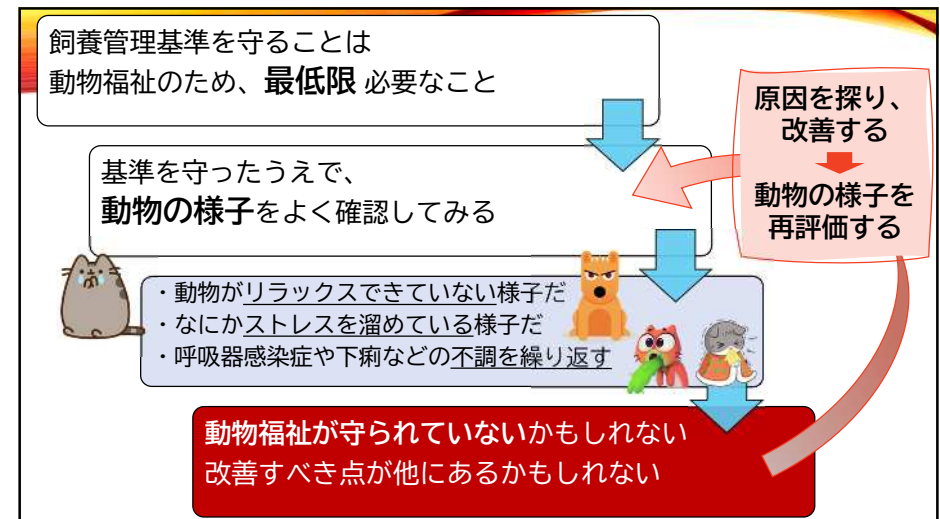 飼養管理基準を守ることは
動物福祉のため、最低限 必要なこと
基準を守ったうえで、
動物の様子をよく確認してみる
・動物がリラックスできていない様子だ
・なにかストレスを溜めている様子だ
・呼吸器感染症や下痢などの不調を繰り返す
動物福祉が守られていないかもしれない
改善すべき点が他にあるかもしれない
原因を探り、
改善する
動物の様子を
再評価する